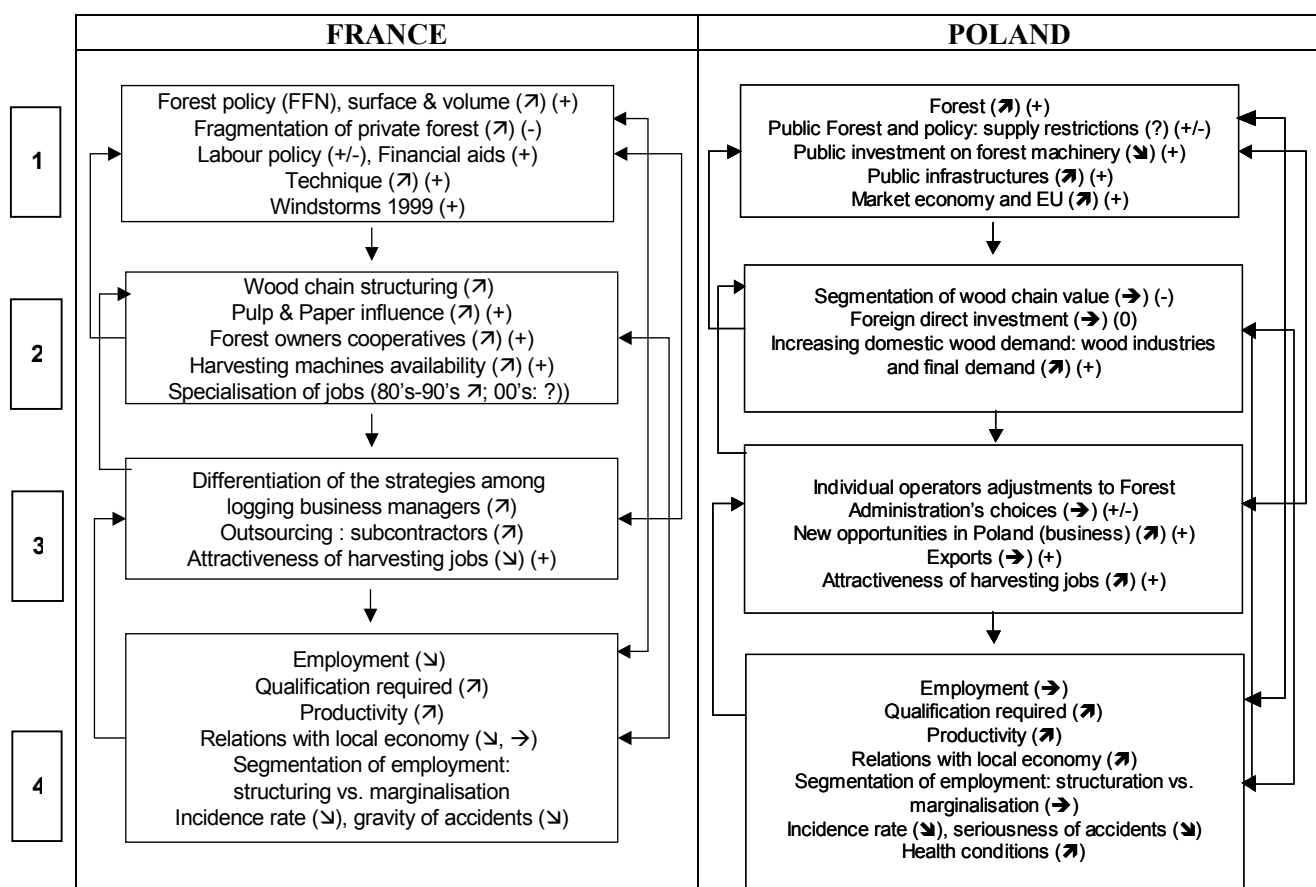 FRANCE
POLAND
1
Forest policy (FFN), surface & volume (↗) (+)
Fragmentation of private forest (↗) (-)
Labour policy (+/-), Financial aids (+)
Technique (↗) (+)
Windstorms 1999 (+)
Forest (↗) (+)
Public Forest and policy: supply restrictions (?) (+/-)
Public investment on forest machinery (↘) (+)
Public infrastructures (↗) (+)
Market economy and EU (↗) (+)
2
Wood chain structuring (↗)
Pulp & Paper influence (↗) (+)
Forest owners cooperatives (↗) (+)
Harvesting machines availability (↗) (+)
Specialisation of jobs (80's-90's ↗; 00's: ?))
Segmentation of wood chain value (➔) (-)
Foreign direct investment (➔) (0)
Increasing domestic wood demand: wood industries
and final demand (↗) (+)
3
Differentiation of the strategies among
logging business managers (↗)
Outsourcing : subcontractors (↗)
Attractiveness of harvesting jobs (↘) (+)
Individual operators adjustments to Forest
Administration's choices (➔) (+/-)
New opportunities in Poland (business) (↗) (+)
Exports (➔) (+)
Attractiveness of harvesting jobs (↗) (+)
4
Employment (↘)
Qualification required (↗)
Productivity (↗)
Relations with local economy (↘, →)
Segmentation of employment:
structuring vs. marginalisation
Incidence rate (↘), gravity of accidents (↘)
Employment (➔)
Qualification required (↗)
Productivity (↗)
Relations with local economy (↗)
Segmentation of employment: structuration vs.
marginalisation (➔)
Incidence rate (↘), seriousness of accidents (↘)
Health conditions (↗)